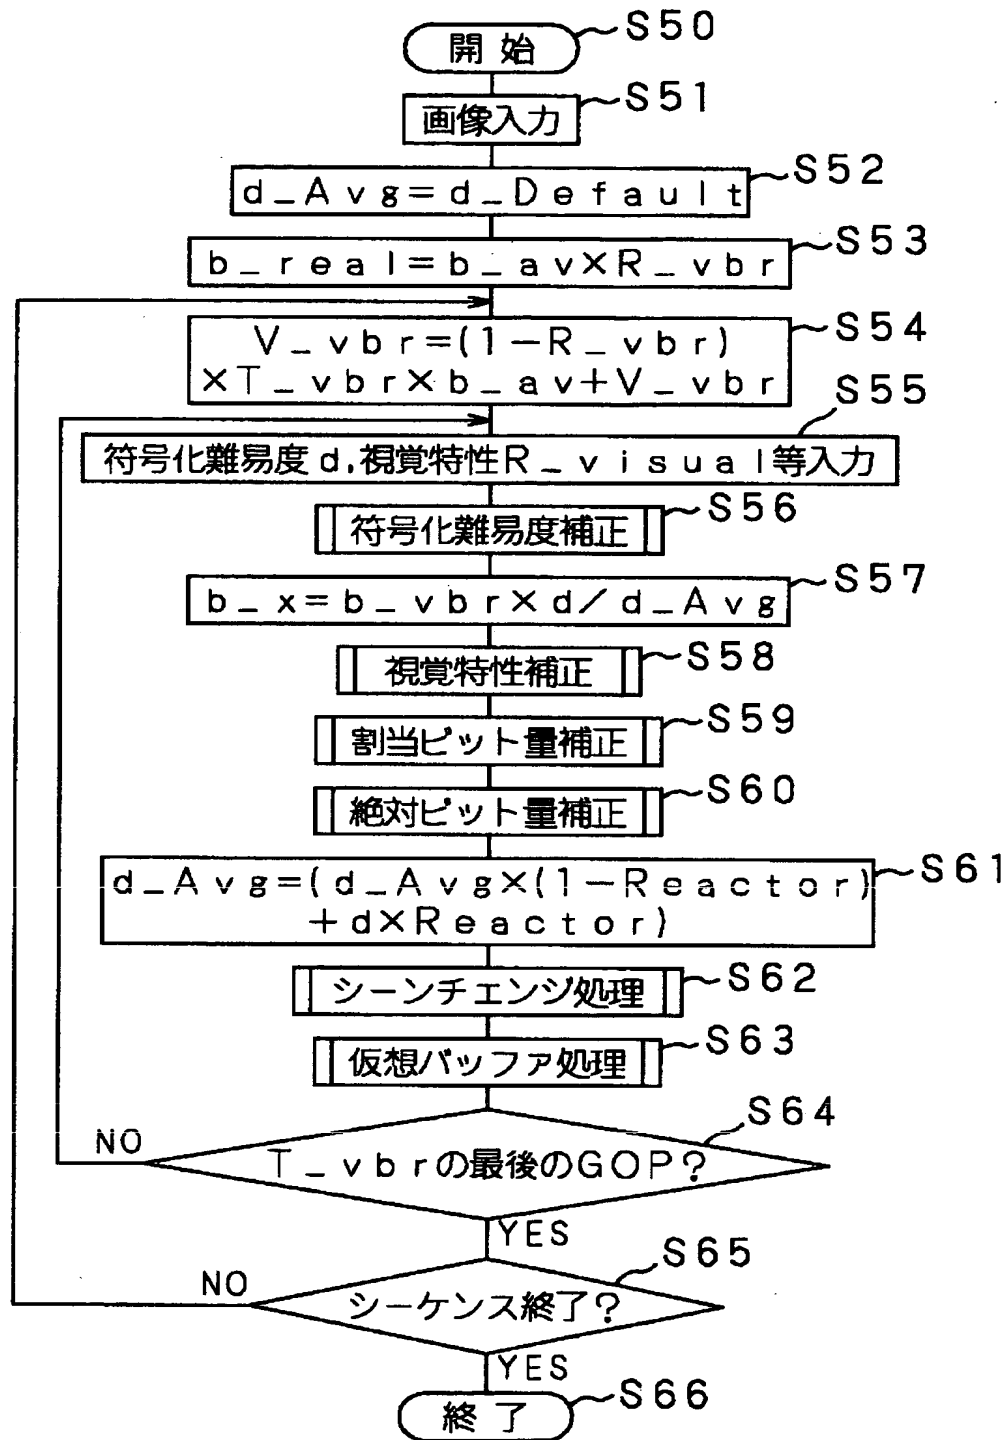 開始
S50
画像入力
S51
d_Avg=d_Default
S52
b_real=b_av×R_vbr
S53
V_vbr=(1-R_vbr)
×T_vbr×b_av+V_vbr
S54
符号化難易度d,視覚特性R_visual等入力
S55
符号化難易度補正
S56
b_x=b_vbr×d/d_Avg
S57
視覚特性補正
S58
割当ビット量補正
S59
絶対ビット量補正
S60
d_Avg=(d_Avg×(1-Reactor)
+d×Reactor)
S61
シーンチェンジ処理
S62
仮想バッファ処理
S63
T_vbrの最後のGOP?
S64
NO
YES
シーケンス終了?
S65
NO
YES
終了
S66